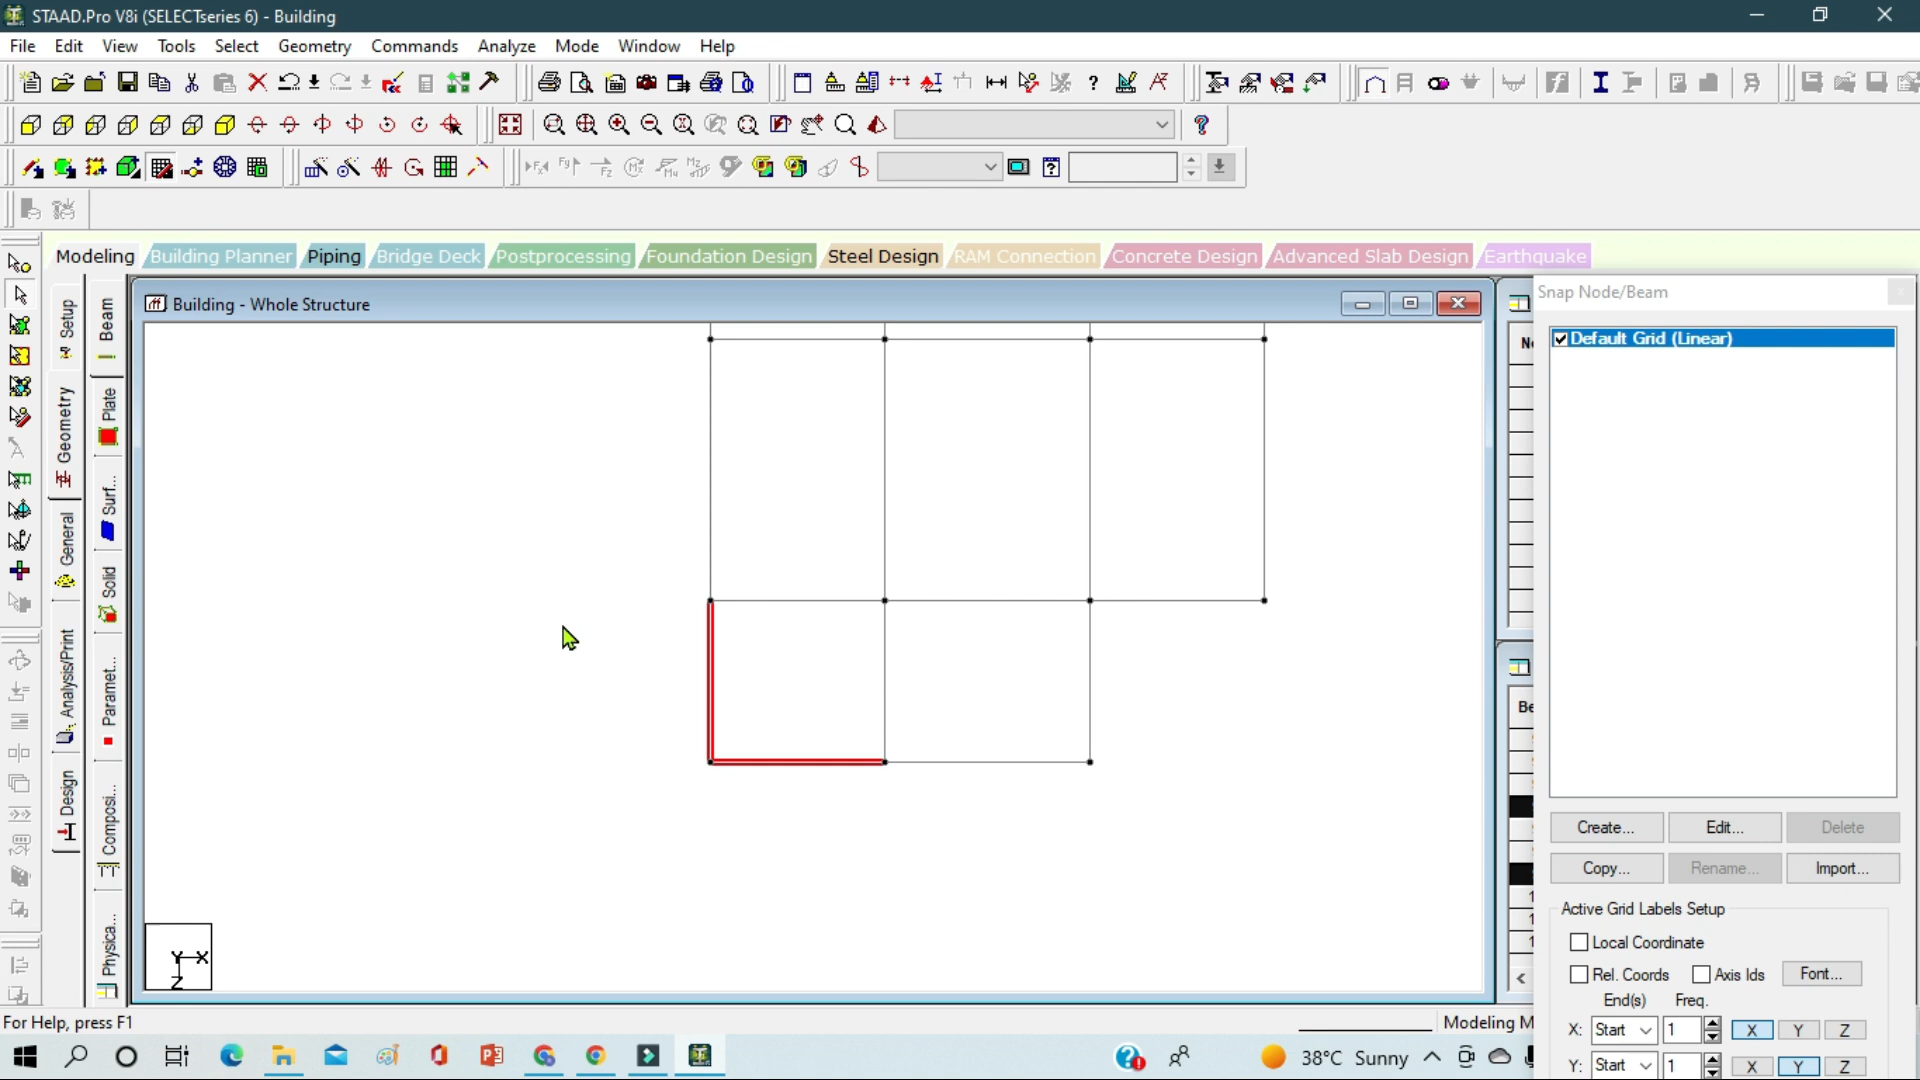 STAAD.Pro V8i (SELECTseries 6) - Building
File Edit View Tools Select Geometry Commands Analyze Mode Window Help
Modeling Building Planner Piping Bridge Deck Postprocessing Foundation Design Steel Design RAM Connection Concrete Design Advanced Slab Design Earthquake
Setup
Geometry
General
Analysis/Print
Design
Beam
Plate
Surf...
Solid
Paramet...
Composi...
Physica...
Building - Whole Structure
Y X
Z
Snap Node/Beam
Default Grid (Linear)
Create... Edit... Delete
Copy... Rename... Import...
Active Grid Labels Setup
Local Coordinate
Rel. Coords Axis Ids Font...
End(s) Freq.
X: Start 1 X Y Z
Y: Start 1 X Y Z
For Help, press F1
Modeling M
38°C Sunny